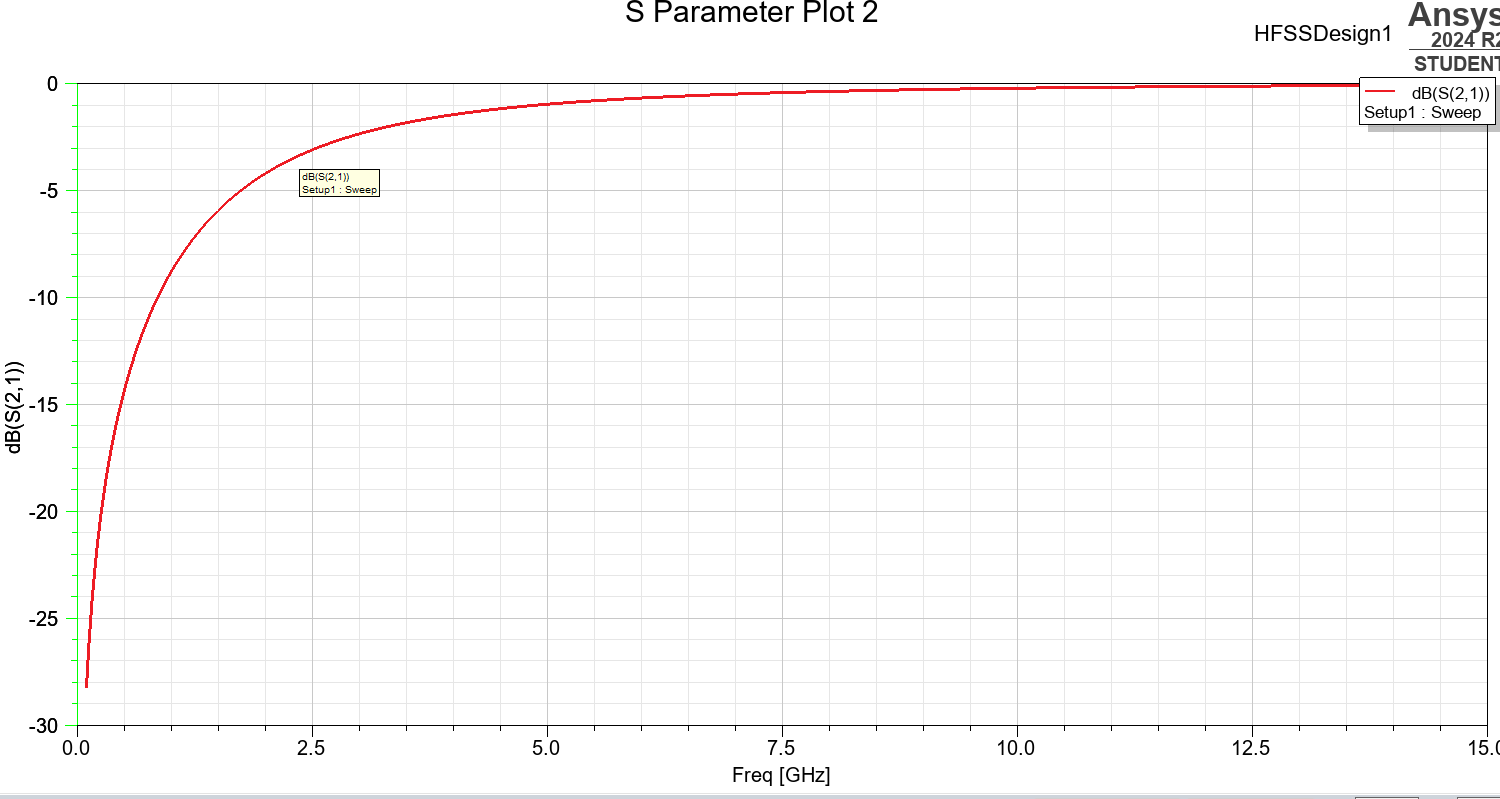 S Parameter Plot 2
HFSSDesign1
Ansys
2024 R2
STUDENT
dB(S(2,1))
Setup1 : Sweep
dB(S(2,1))
Setup1 : Sweep
dB(S(2,1))
0
-5
-10
-15
-20
-25
-30
0.0 2.5 5.0 7.5 10.0 12.5 15.0
Freq [GHz]